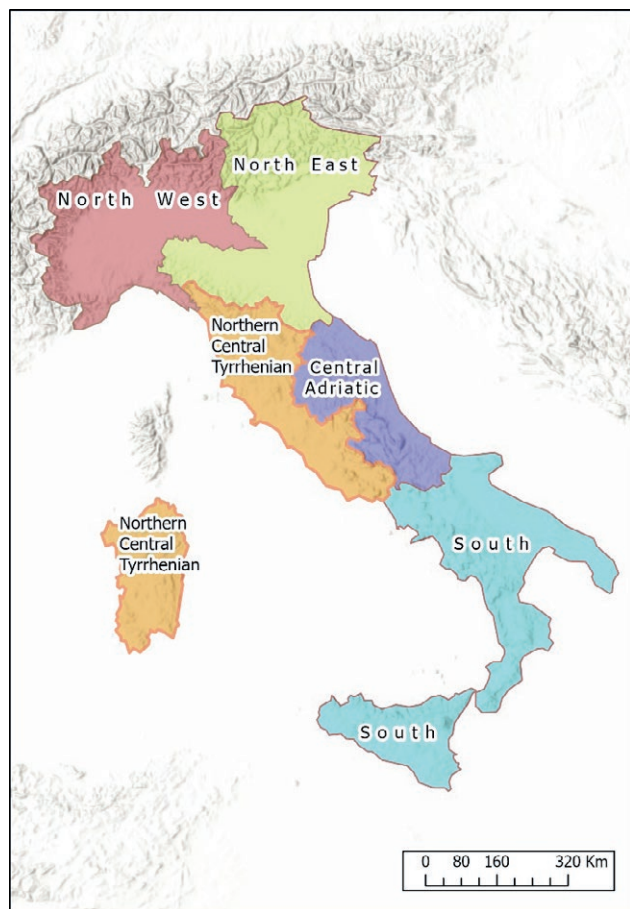 North East
North West
Northern
Central
Tyrrhenian
Central
Adriatic
Northern
Central
Tyrrhenian
South
South
0 80 160 320 Km